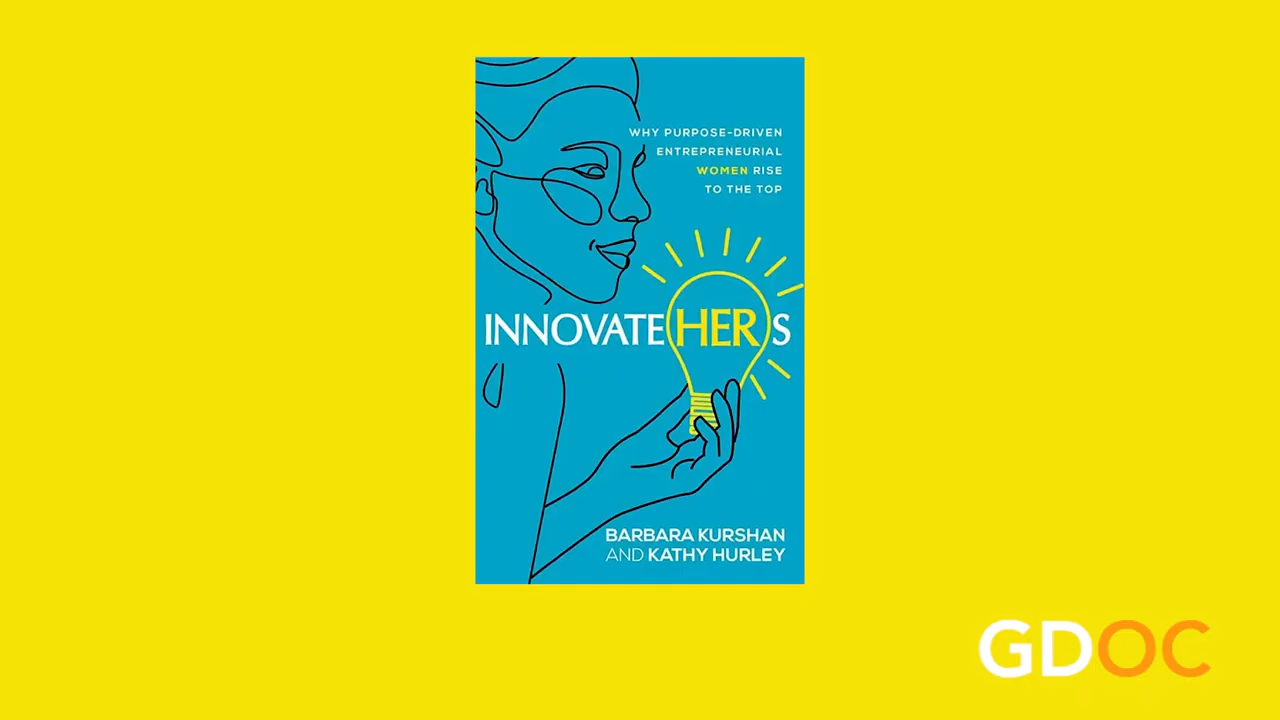 WHY PURPOSE-DRIVEN
ENTREPRENEURIAL
WOMEN RISE
TO THE TOP
INNOVATEHERS
BARBARA KURSHAN
AND KATHY HURLEY
GDOC